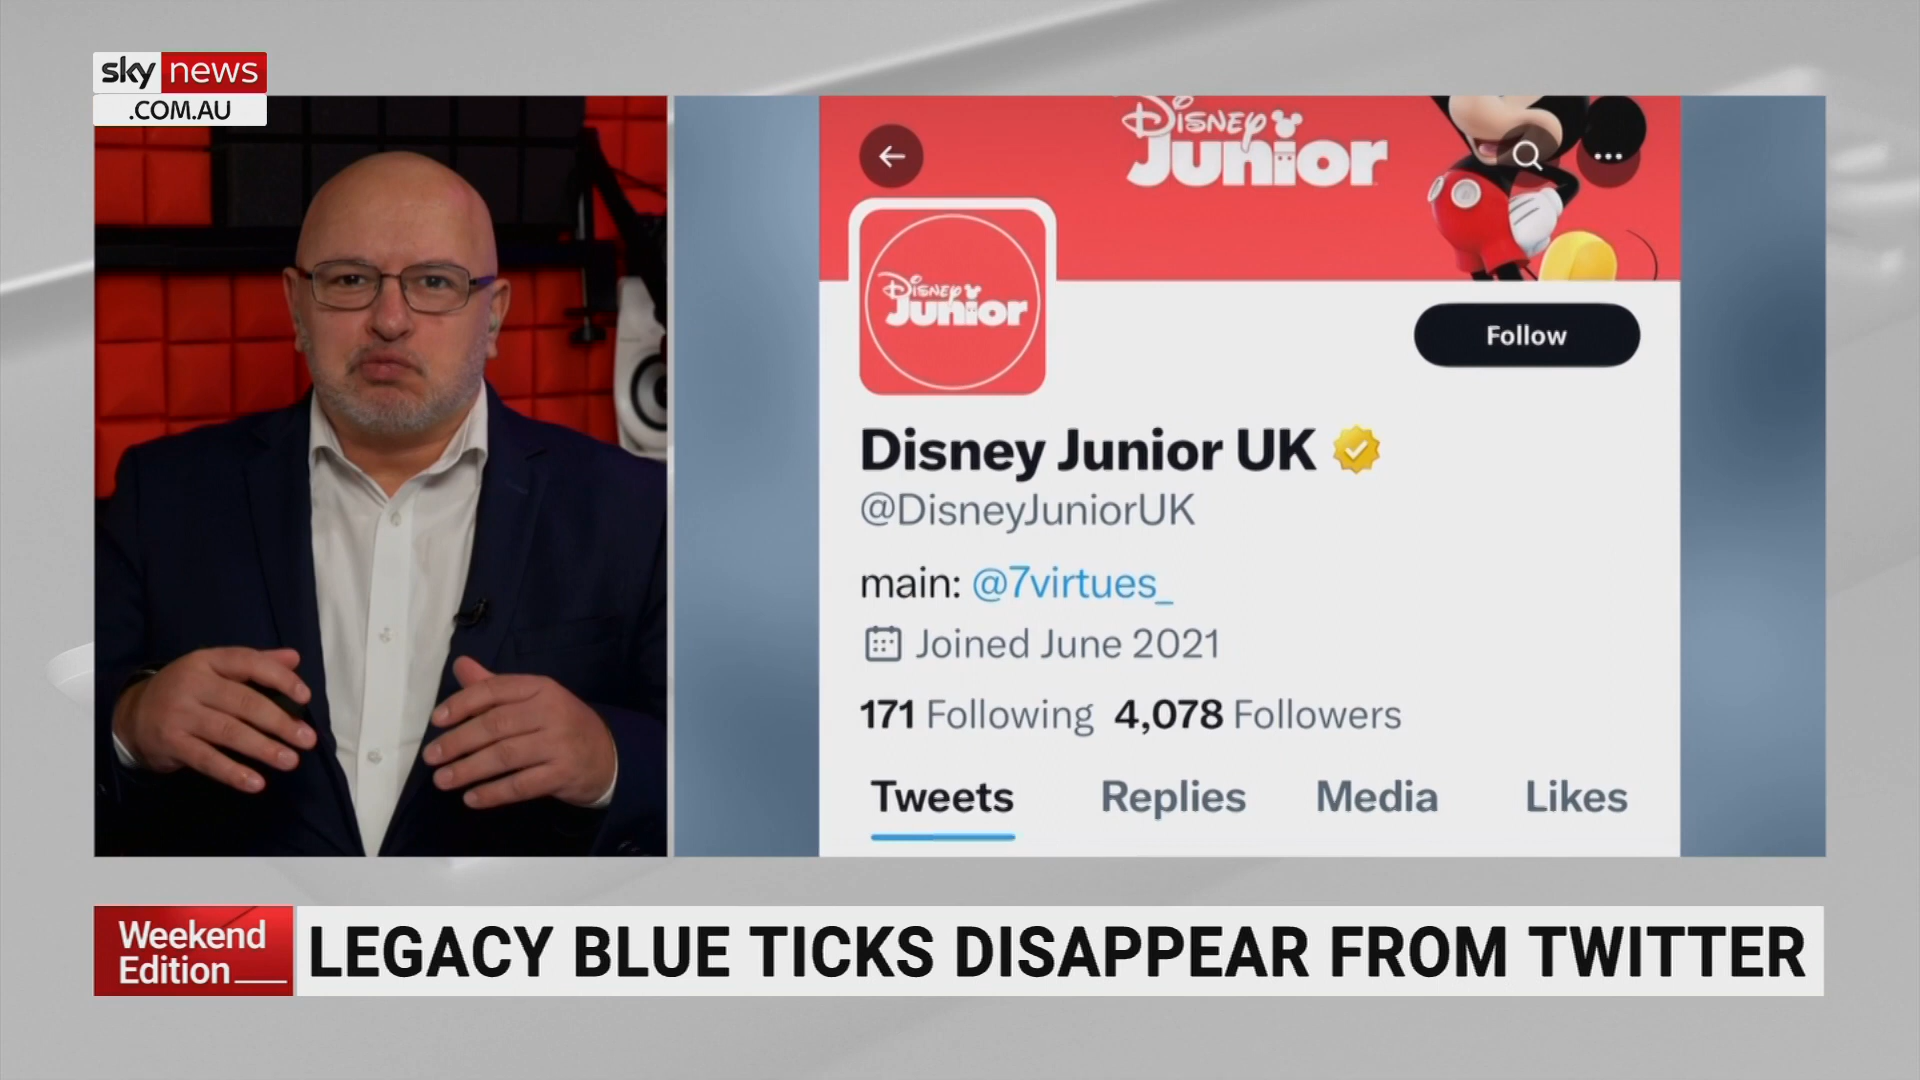 sky news
.COM.AU
Disney
Junior
Disney
Junior
Follow
Disney Junior UK
@DisneyJuniorUK
main: @7virtues_
Joined June 2021
171 Following 4,078 Followers
Tweets Replies Media Likes
Weekend
Edition
LEGACY BLUE TICKS DISAPPEAR FROM TWITTER